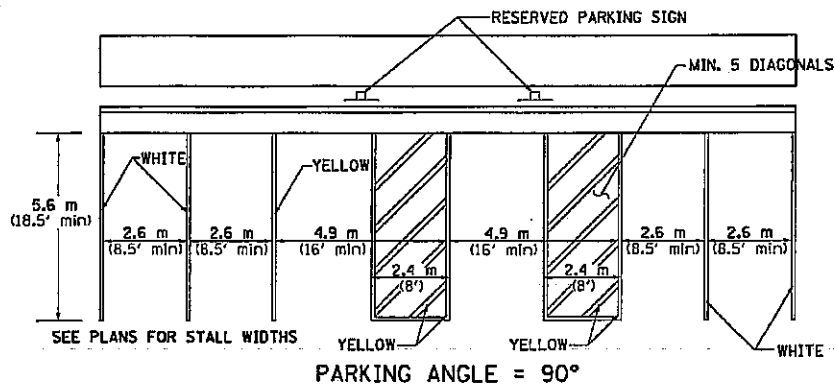 RESERVED PARKING SIGN
MIN. 5 DIAGONALS
WHITE
YELLOW
5.6 m
(18.5' min)
2.6 m
(8.5' min)
2.6 m
(8.5' min)
4.9 m
(16' min)
4.9 m
(16' min)
2.6 m
(8.5' min)
2.6 m
(8.5' min)
2.4 m
(8')
2.4 m
(8')
SEE PLANS FOR STALL WIDTHS
YELLOW
YELLOW
WHITE
PARKING ANGLE = 90°